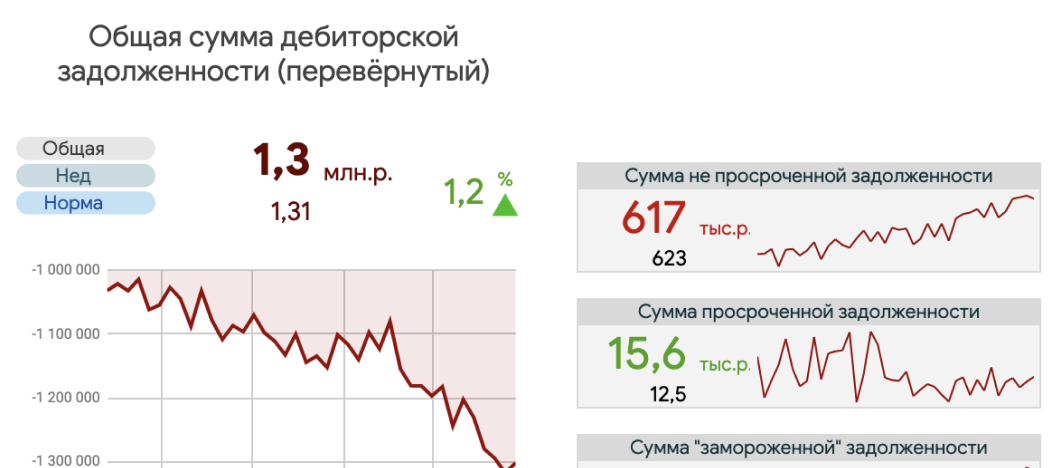 Общая сумма дебиторской
задолженности (перевёрнутый)
Общая
Нед
Норма
1,3 млн.р.
1,31
1,2 %
-1 000 000
-1 100 000
-1 200 000
-1 300 000
Сумма не просроченной задолженности
617 тыс.р.
623
Сумма просроченной задолженности
15,6 тыс.р.
12,5
Сумма "замороженной" задолженности